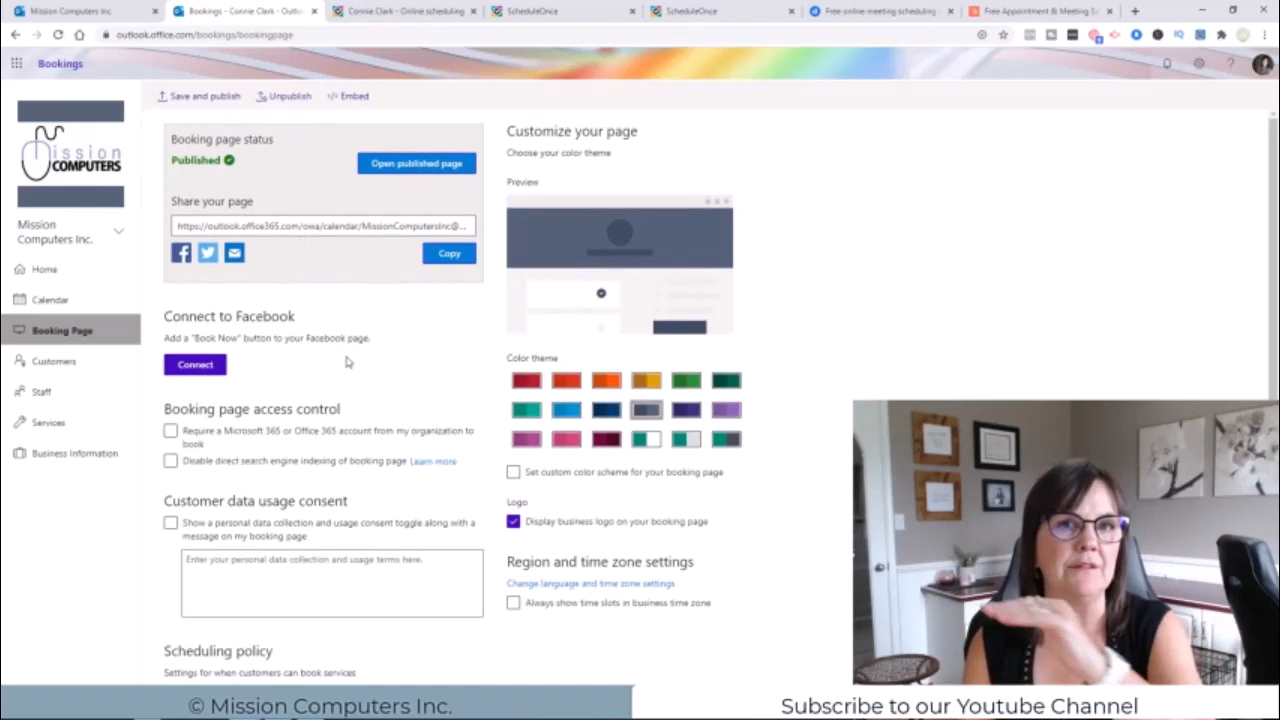 Mission Computers Inc.
Bookings - Connie Clark - Outlo
Connie Clark - Online scheduling
ScheduleOnce
ScheduleOnce
Free online meeting scheduling
Free Appointment & Meeting S
outlook.office.com/bookings/bookingpage
Bookings
Save and publish
Unpublish
</> Embed
Mission
COMPUTERS
Mission
Computers Inc.
Home
Calendar
Booking Page
Customers
Staff
Services
Business Information
Booking page status
Published
Open published page
Share your page
https://outlook.office365.com/owa/calendar/MissionComputersInc@...
Copy
Connect to Facebook
Add a "Book Now" button to your Facebook page.
Connect
Booking page access control
Require a Microsoft 365 or Office 365 account from my organization to
book
Disable direct search engine indexing of booking page Learn more
Customer data usage consent
Show a personal data collection and usage consent toggle along with a
message on my booking page
Enter your personal data collection and usage terms here.
Scheduling policy
Settings for when customers can book services
Customize your page
Choose your color theme
Preview
Color theme
Set custom color scheme for your booking page
Logo
Display business logo on your booking page
Region and time zone settings
Change language and time zone settings
Always show time slots in business time zone
© Mission Computers Inc.
Subscribe to our Youtube Channel